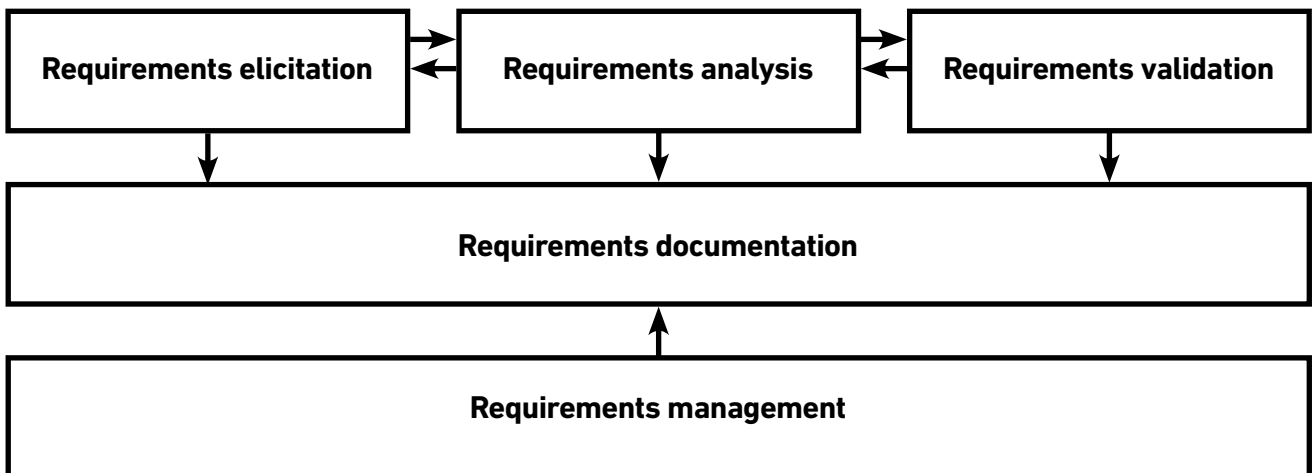 Requirements elicitation
Requirements analysis
Requirements validation
Requirements documentation
Requirements management